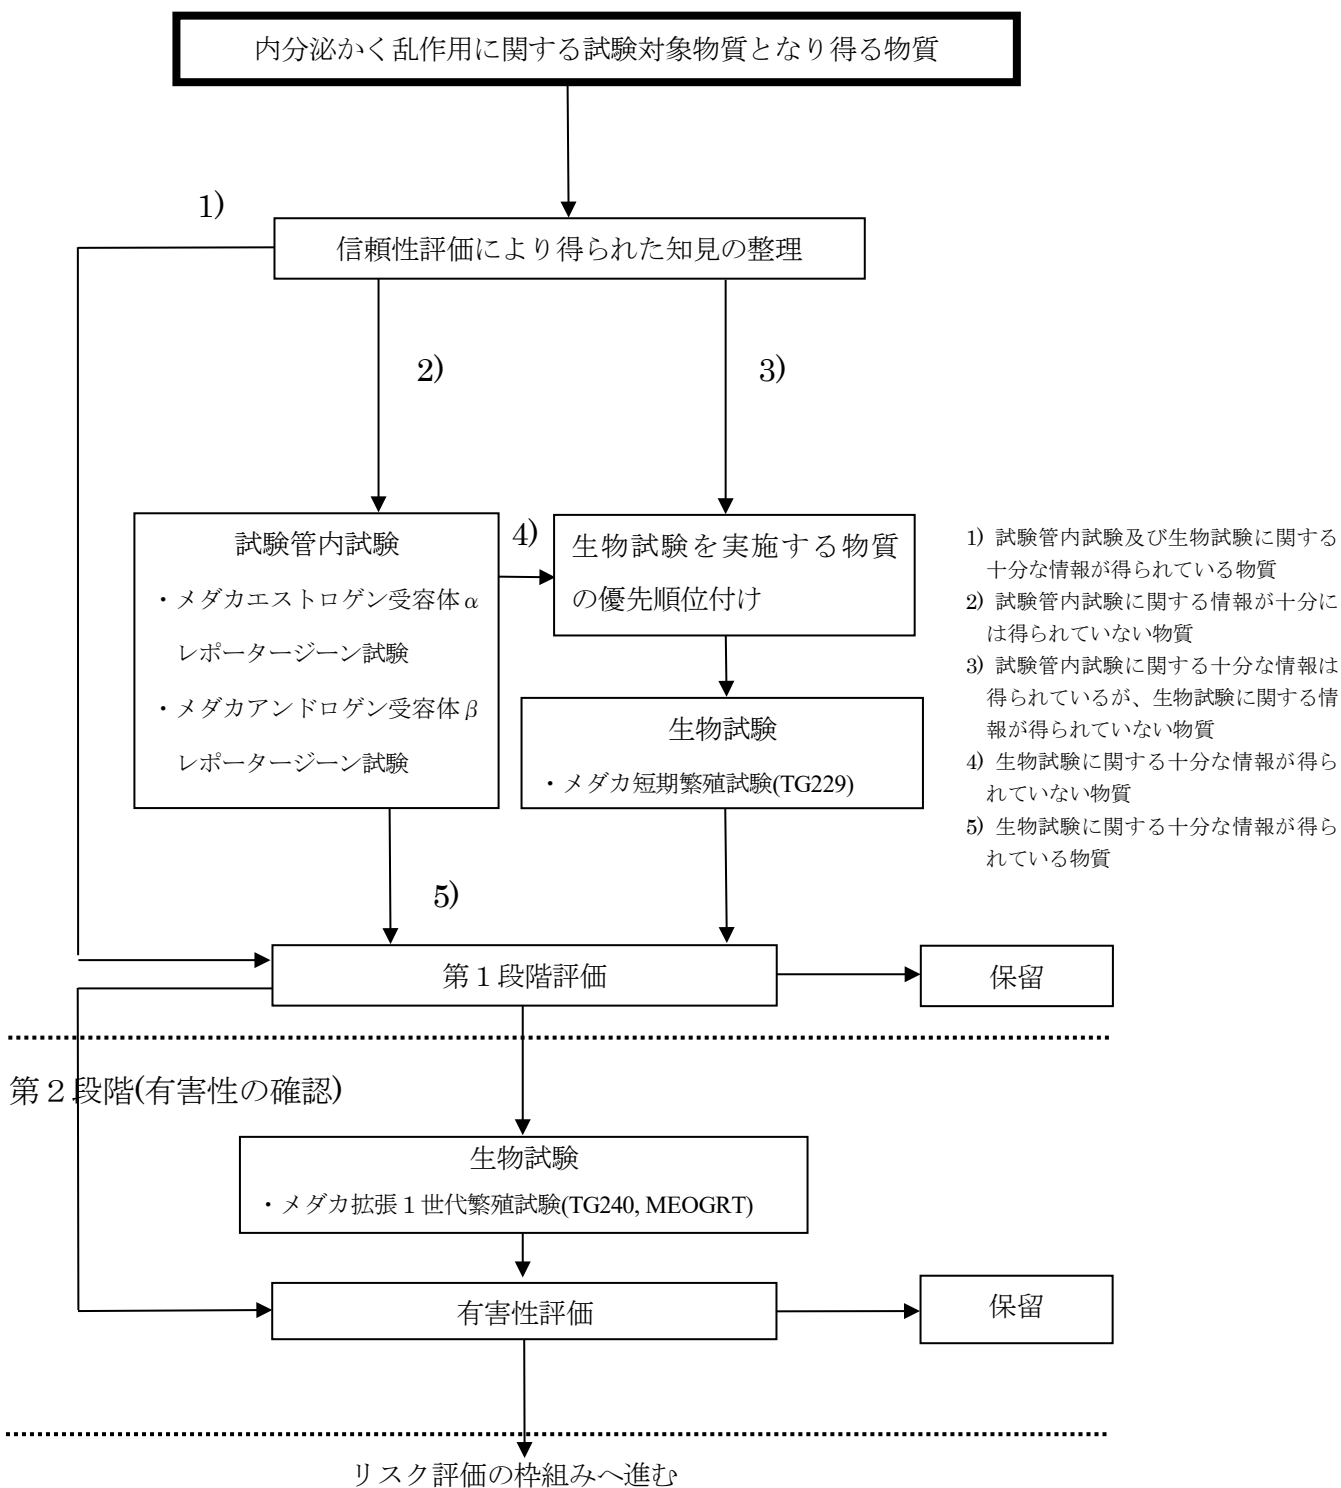 内分泌かく乱作用に関する試験対象物質となり得る物質
1)
信頼性評価により得られた知見の整理
2)
3)
試験管内試験
・メダカエストロゲン受容体α
レポータージーン試験
・メダカアンドロゲン受容体β
レポータージーン試験
4)
生物試験を実施する物質
の優先順位付け
生物試験
・メダカ短期繁殖試験(TG229)
1) 試験管内試験及び生物試験に関する
十分な情報が得られている物質
2) 試験管内試験に関する情報が十分に
は得られていない物質
3) 試験管内試験に関する十分な情報は
得られているが、生物試験に関する情
報が得られていない物質
4) 生物試験に関する十分な情報が得ら
れていない物質
5) 生物試験に関する十分な情報が得ら
れている物質
5)
第１段階評価
保留
第２段階(有害性の確認)
生物試験
・メダカ拡張１世代繁殖試験(TG240, MEOGRT)
有害性評価
保留
リスク評価の枠組みへ進む